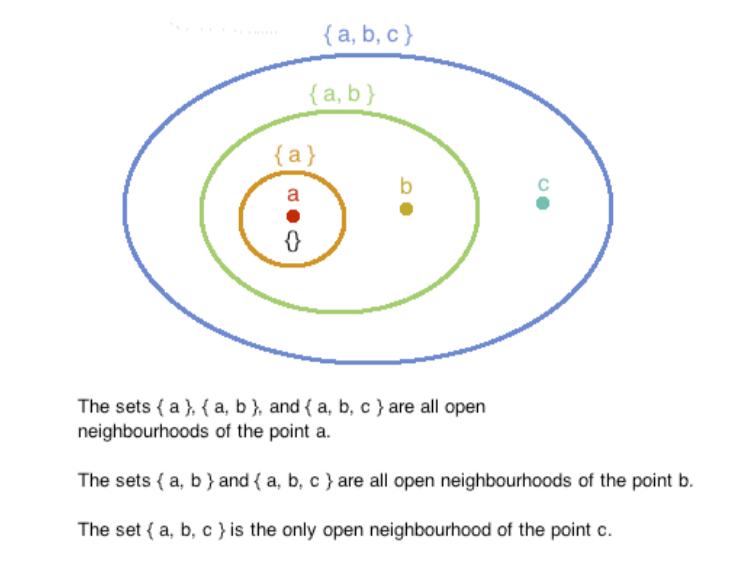 { a, b, c }
{ a, b }
{ a }
a
b
c
{}
The sets { a }, { a, b }, and { a, b, c } are all open
neighbourhoods of the point a.
The sets { a, b } and { a, b, c } are all open neighbourhoods of the point b.
The set { a, b, c } is the only open neighbourhood of the point c.